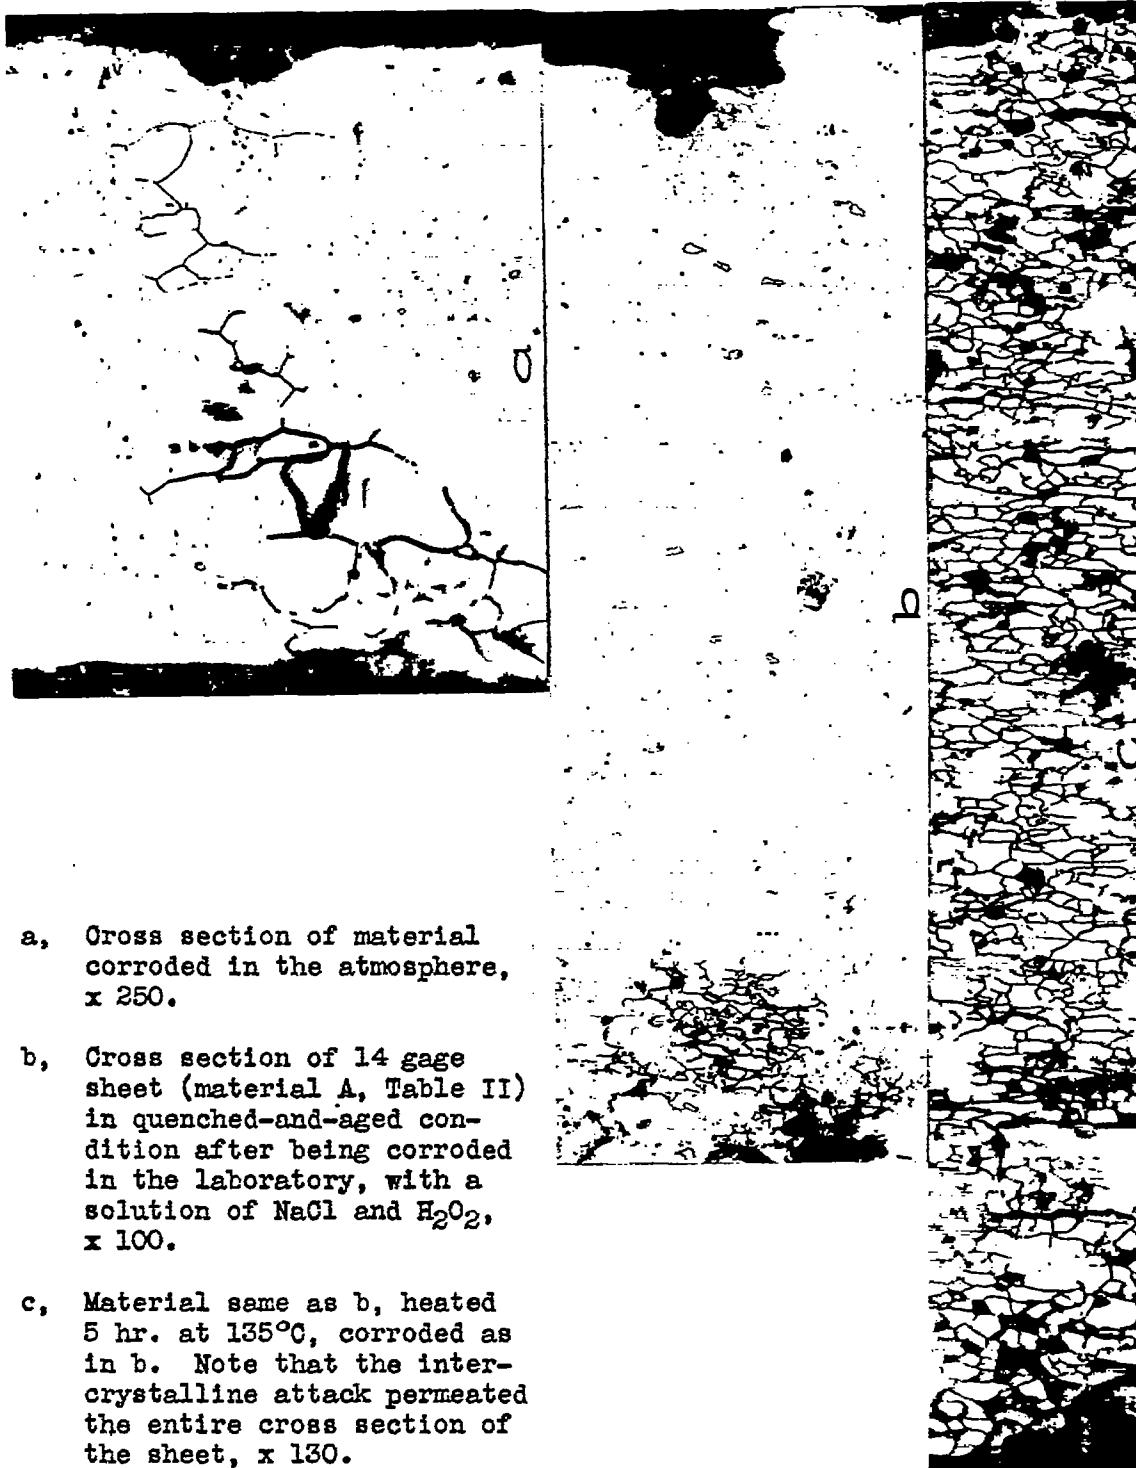 f
a
f
b
c
a, Cross section of material
corroded in the atmosphere,
x 250.
b, Cross section of 14 gage
sheet (material A, Table II)
in quenched-and-aged con-
dition after being corroded
in the laboratory, with a
solution of NaCl and H₂O₂,
x 100.
c, Material same as b, heated
5 hr. at 135°C, corroded as
in b. Note that the inter-
crystalline attack permeated
the entire cross section of
the sheet, x 130.